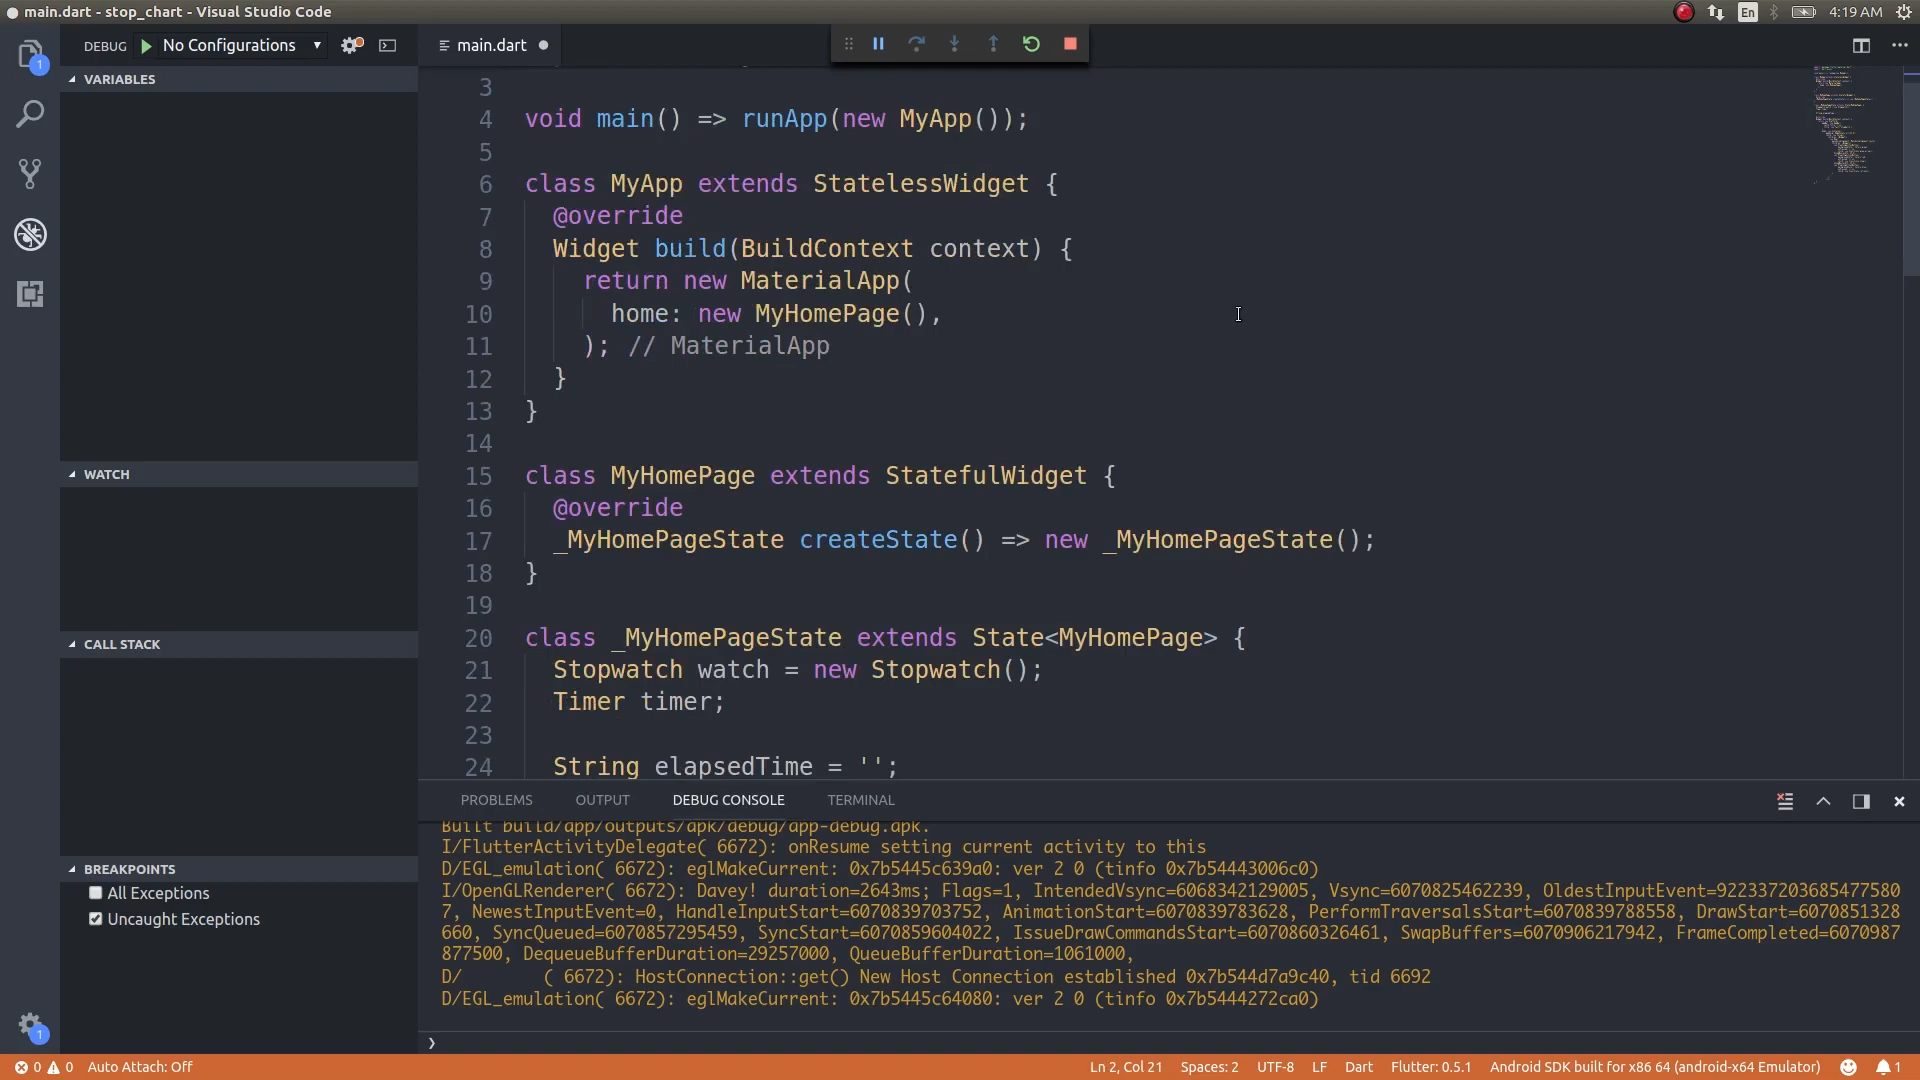 main.dart - stop_chart - Visual Studio Code
En
4:19 AM
1
DEBUG
No Configurations
main.dart
VARIABLES
WATCH
CALL STACK
BREAKPOINTS
All Exceptions
Uncaught Exceptions
1
3
4 void main() => runApp(new MyApp());
5
6 class MyApp extends StatelessWidget {
7 @override
8 Widget build(BuildContext context) {
9 return new MaterialApp(
10 home: new MyHomePage(),
11 ); // MaterialApp
12 }
13 }
14
15 class MyHomePage extends StatefulWidget {
16 @override
17 _MyHomePageState createState() => new _MyHomePageState();
18 }
19
20 class _MyHomePageState extends State<MyHomePage> {
21 Stopwatch watch = new Stopwatch();
22 Timer timer;
23
24 String elapsedTime = '';
PROBLEMS OUTPUT DEBUG CONSOLE TERMINAL
Built build/app/outputs/apk/debug/app-debug.apk.
I/FlutterActivityDelegate( 6672): onResume setting current activity to this
D/EGL_emulation( 6672): eglMakeCurrent: 0x7b5445c639a0: ver 2 0 (tinfo 0x7b54443006c0)
I/OpenGLRenderer( 6672): Davey! duration=2643ms; Flags=1, IntendedVsync=6068342129005, Vsync=6070825462239, OldestInputEvent=922337203685477580
7, NewestInputEvent=0, HandleInputStart=6070839703752, AnimationStart=6070839783628, PerformTraversalsStart=6070839788558, DrawStart=6070851328
660, SyncQueued=6070857295459, SyncStart=6070859604022, IssueDrawCommandsStart=6070860326461, SwapBuffers=6070906217942, FrameCompleted=6070987
877500, DequeueBufferDuration=29257000, QueueBufferDuration=1061000,
D/ ( 6672): HostConnection::get() New Host Connection established 0x7b544d7a9c40, tid 6692
D/EGL_emulation( 6672): eglMakeCurrent: 0x7b5445c64080: ver 2 0 (tinfo 0x7b5444272ca0)
0 0 Auto Attach: Off
Ln 2, Col 21 Spaces: 2 UTF-8 LF Dart Flutter: 0.5.1 Android SDK built for x86 64 (android-x64 Emulator) 1